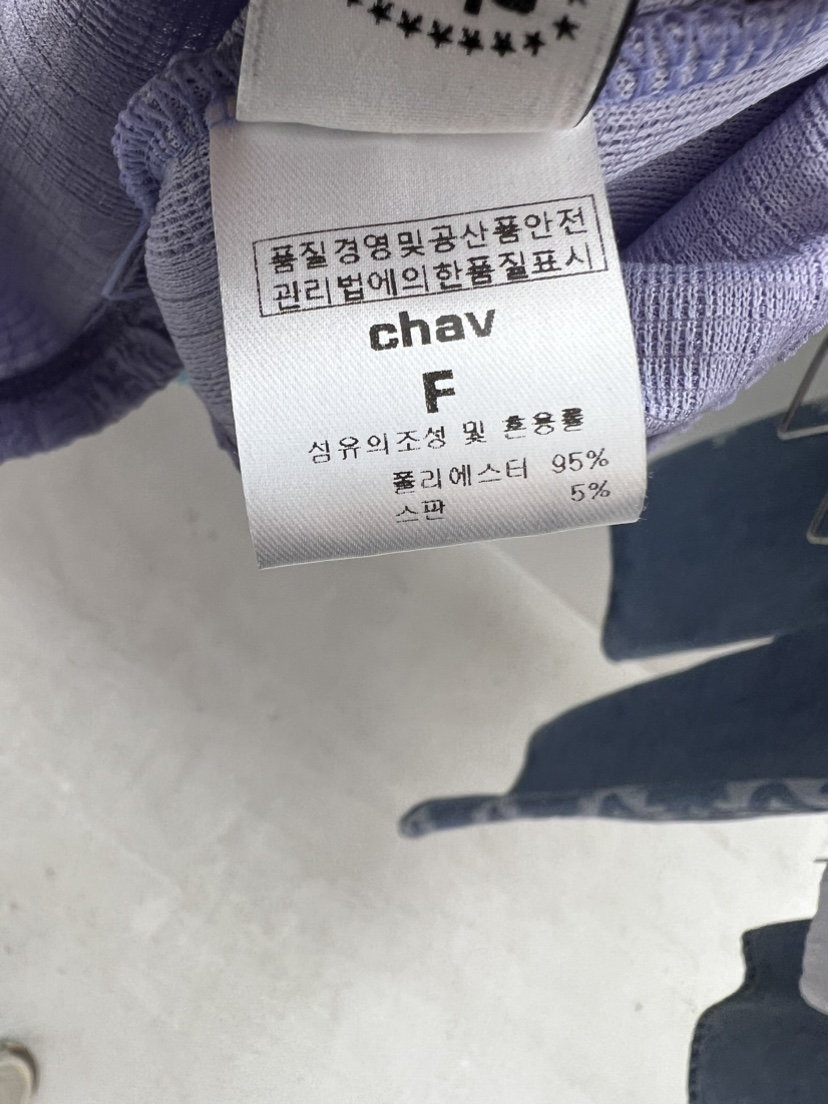 품질경영및공산품안전
관리법에의한품질표시
chav
F
섬유의조성 및 혼용률
폴리에스터 95%
스판 5%